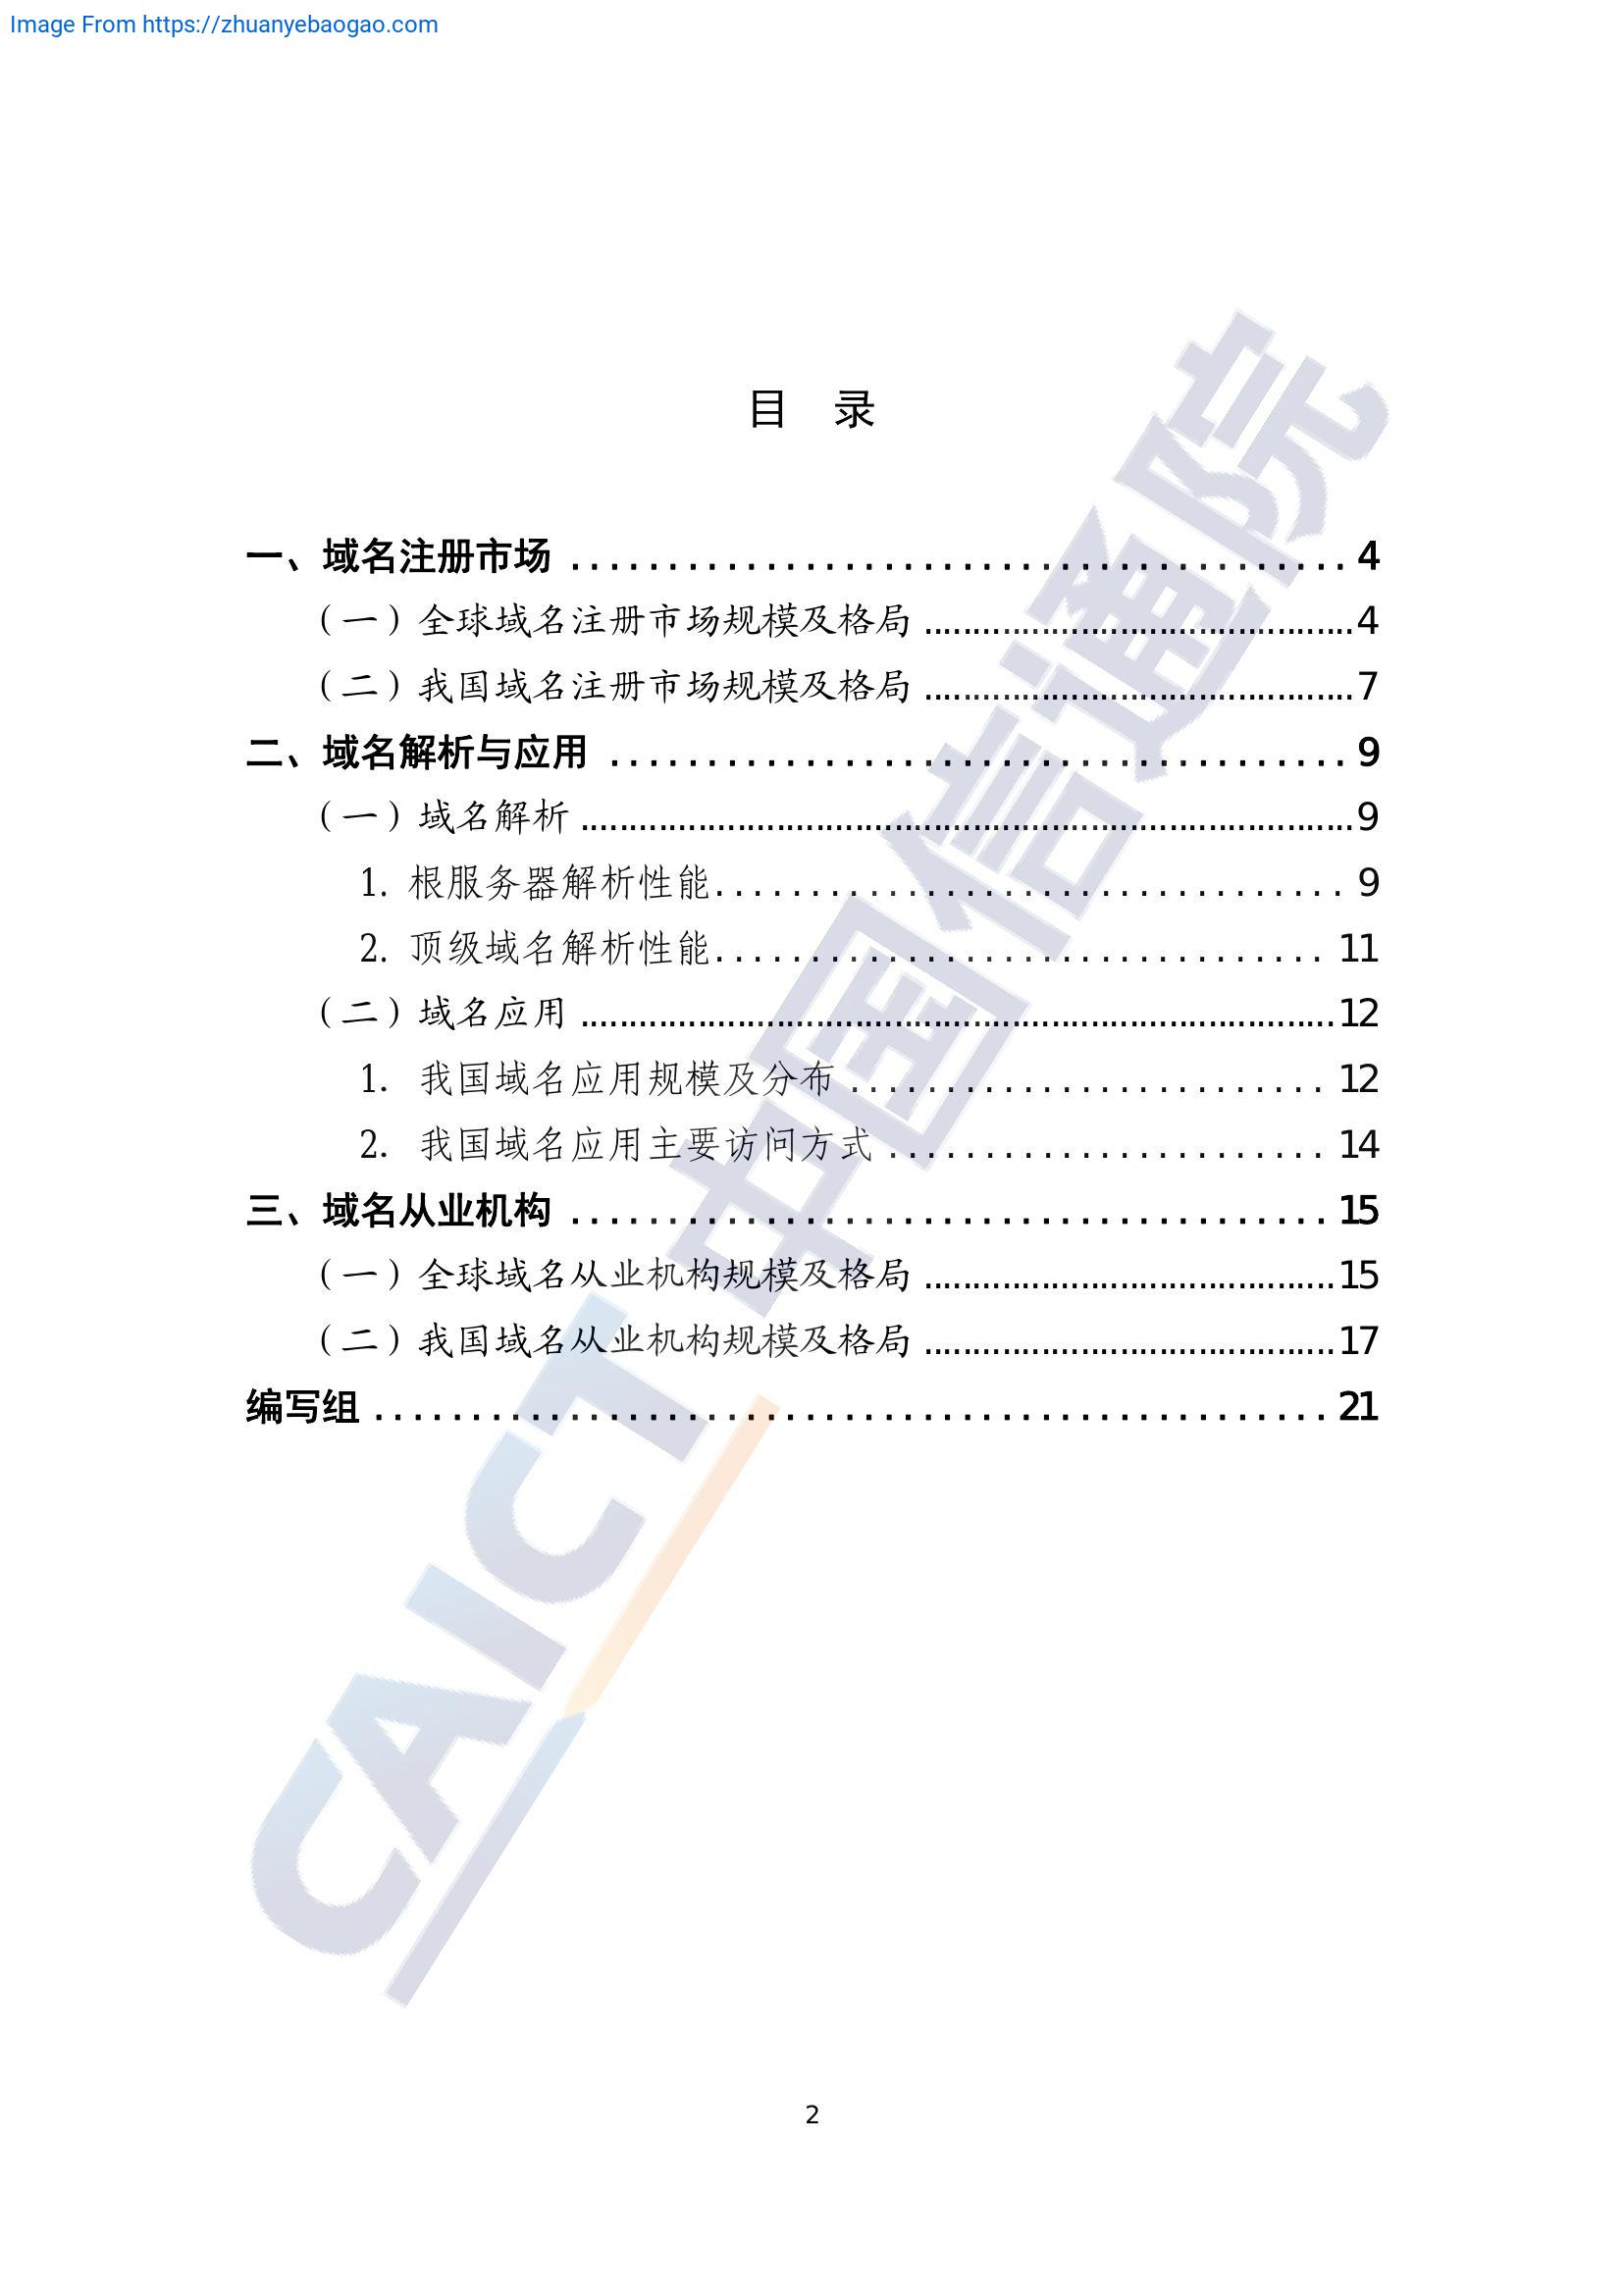 Image From https://zhuanyebaogao.com
目 录
一、域名注册市场 ........................................ 4
（一）全球域名注册市场规模及格局 ............................................ 4
（二）我国域名注册市场规模及格局 ............................................ 7
二、域名解析与应用 ...................................... 9
（一）域名解析 ............................................................................... 9
1. 根服务器解析性能................................. 9
2. 顶级域名解析性能................................ 11
（二）域名应用 ............................................................................. 12
1. 我国域名应用规模及分布 ......................... 12
2. 我国域名应用主要访问方式 ....................... 14
三、域名从业机构 ....................................... 15
（一）全球域名从业机构规模及格局 .......................................... 15
（二）我国域名从业机构规模及格局 .......................................... 17
编写组 ................................................. 21
CAICT 中国信通院
2